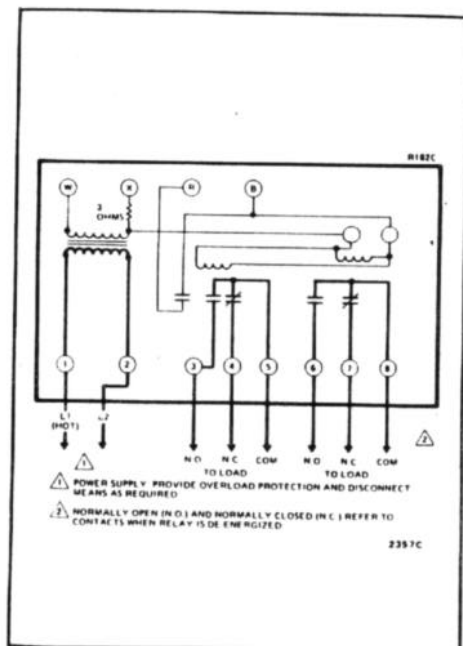 R182C
W X R B
3
OHMS
1 2 3 4 5 6 7 8
L1 L2
(HOT)
N.O. N.C. COM N.O. N.C. COM
TO LOAD TO LOAD
1 2
1 POWER SUPPLY PROVIDE OVERLOAD PROTECTION AND DISCONNECT
MEANS AS REQUIRED
2 NORMALLY OPEN (N.O.) AND NORMALLY CLOSED (N.C.) REFER TO
CONTACTS WHEN RELAY IS DE ENERGIZED
2357C